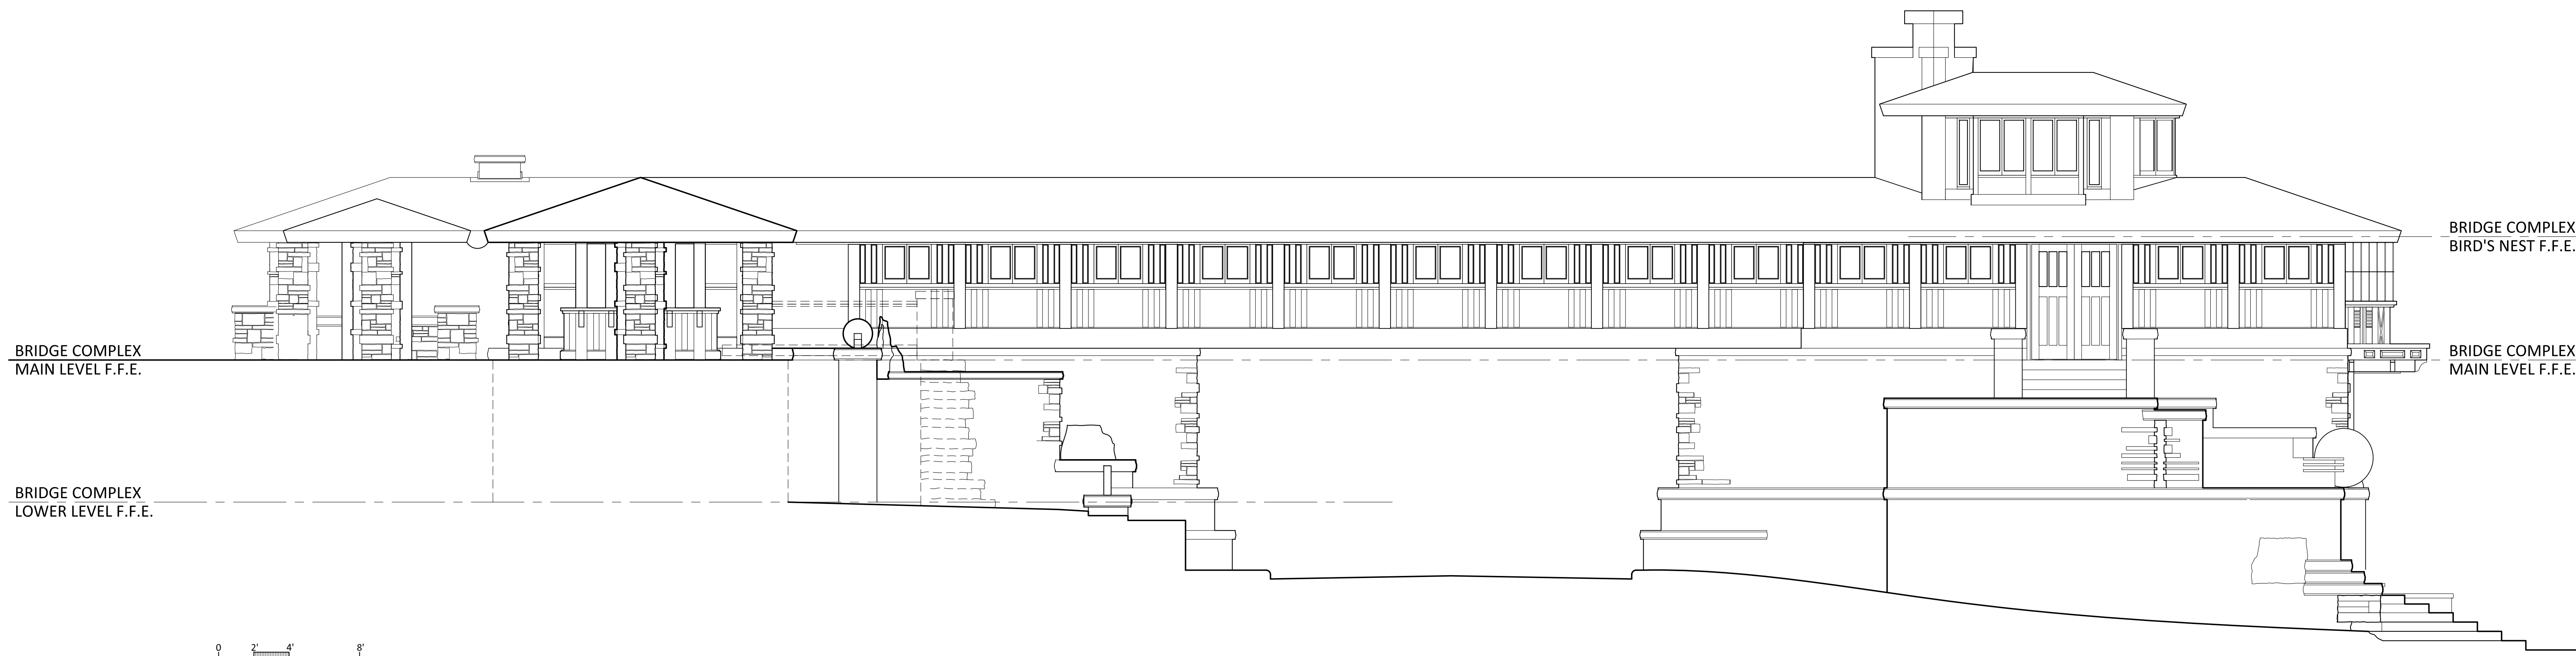 BRIDGE COMPLEX
BIRD'S NEST F.F.E.
BRIDGE COMPLEX
MAIN LEVEL F.F.E.
BRIDGE COMPLEX
MAIN LEVEL F.F.E.
BRIDGE COMPLEX
LOWER LEVEL F.F.E.
0 2' 4' 8'